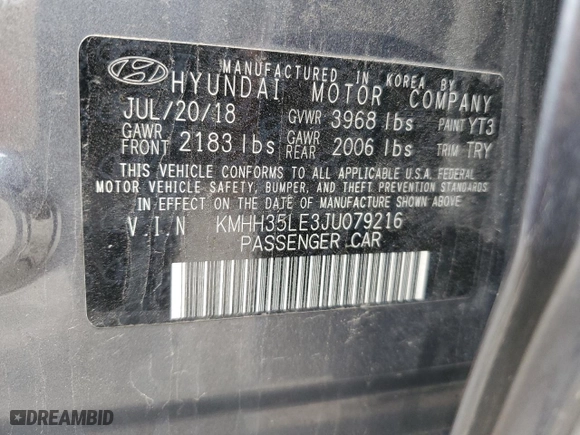 MANUFACTURED IN KOREA BY
HYUNDAI MOTOR COMPANY
JUL/20/18 GVWR 3968 lbs PAINT YT3
GAWR FRONT 2183 lbs GAWR REAR 2006 lbs TRIM TRY
THIS VEHICLE CONFORMS TO ALL APPLICABLE U.S.A. FEDERAL
MOTOR VEHICLE SAFETY, BUMPER, AND THEFT PREVENTION STANDARDS
IN EFFECT ON THE DATE OF MANUFACTURE SHOWN ABOVE.
V.I.N KMHH35LE3JU079216
PASSENGER CAR
DREAMBID